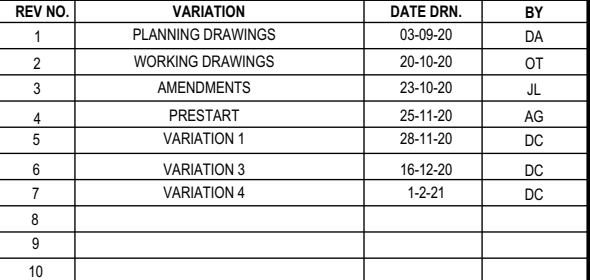 REV NO. VARIATION DATE DRN. BY
1 PLANNING DRAWINGS 03-09-20 DA
2 WORKING DRAWINGS 20-10-20 OT
3 AMENDMENTS 23-10-20 JL
4 PRESTART 25-11-20 AG
5 VARIATION 1 28-11-20 DC
6 VARIATION 3 16-12-20 DC
7 VARIATION 4 1-2-21 DC
8
9
10